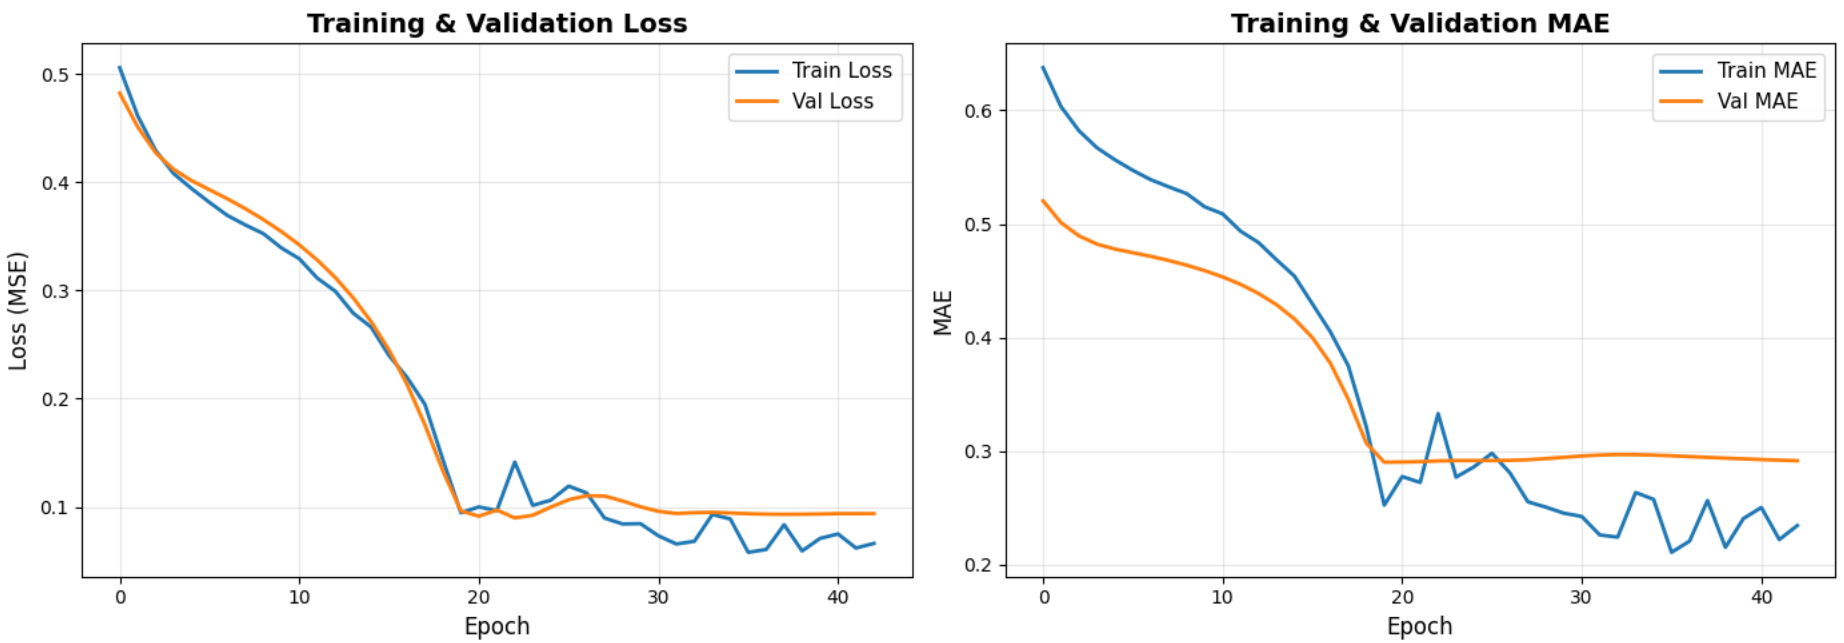 Training & Validation Loss
Train Loss
Val Loss
0.5
0.4
0.3
0.2
0.1
Loss (MSE)
0 10 20 30 40
Epoch
Training & Validation MAE
Train MAE
Val MAE
0.6
0.5
0.4
0.3
0.2
MAE
0 10 20 30 40
Epoch